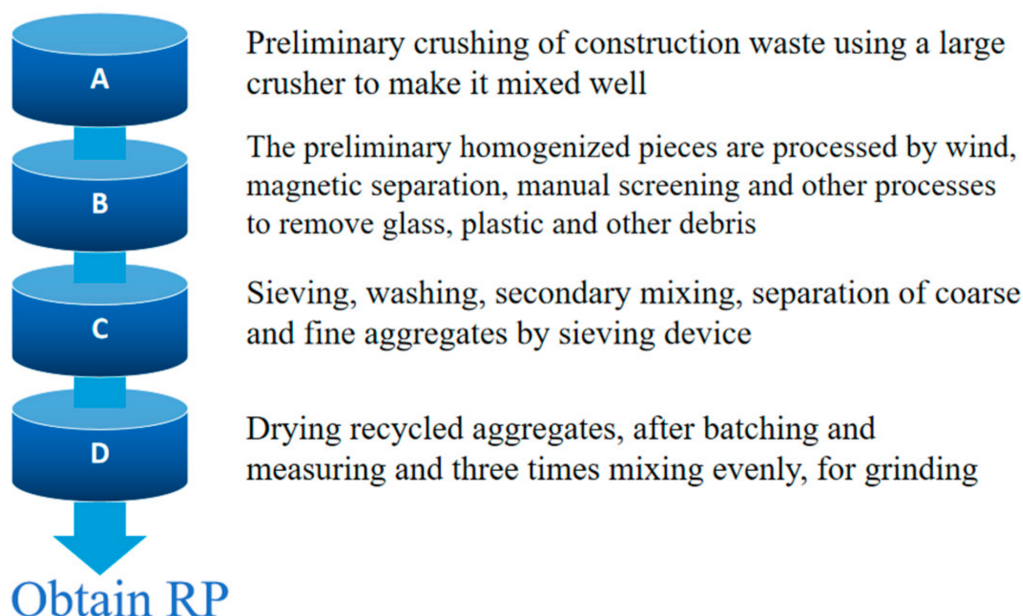 A
Preliminary crushing of construction waste using a large
crusher to make it mixed well
B
The preliminary homogenized pieces are processed by wind,
magnetic separation, manual screening and other processes
to remove glass, plastic and other debris
C
Sieving, washing, secondary mixing, separation of coarse
and fine aggregates by sieving device
D
Drying recycled aggregates, after batching and
measuring and three times mixing evenly, for grinding
Obtain RP